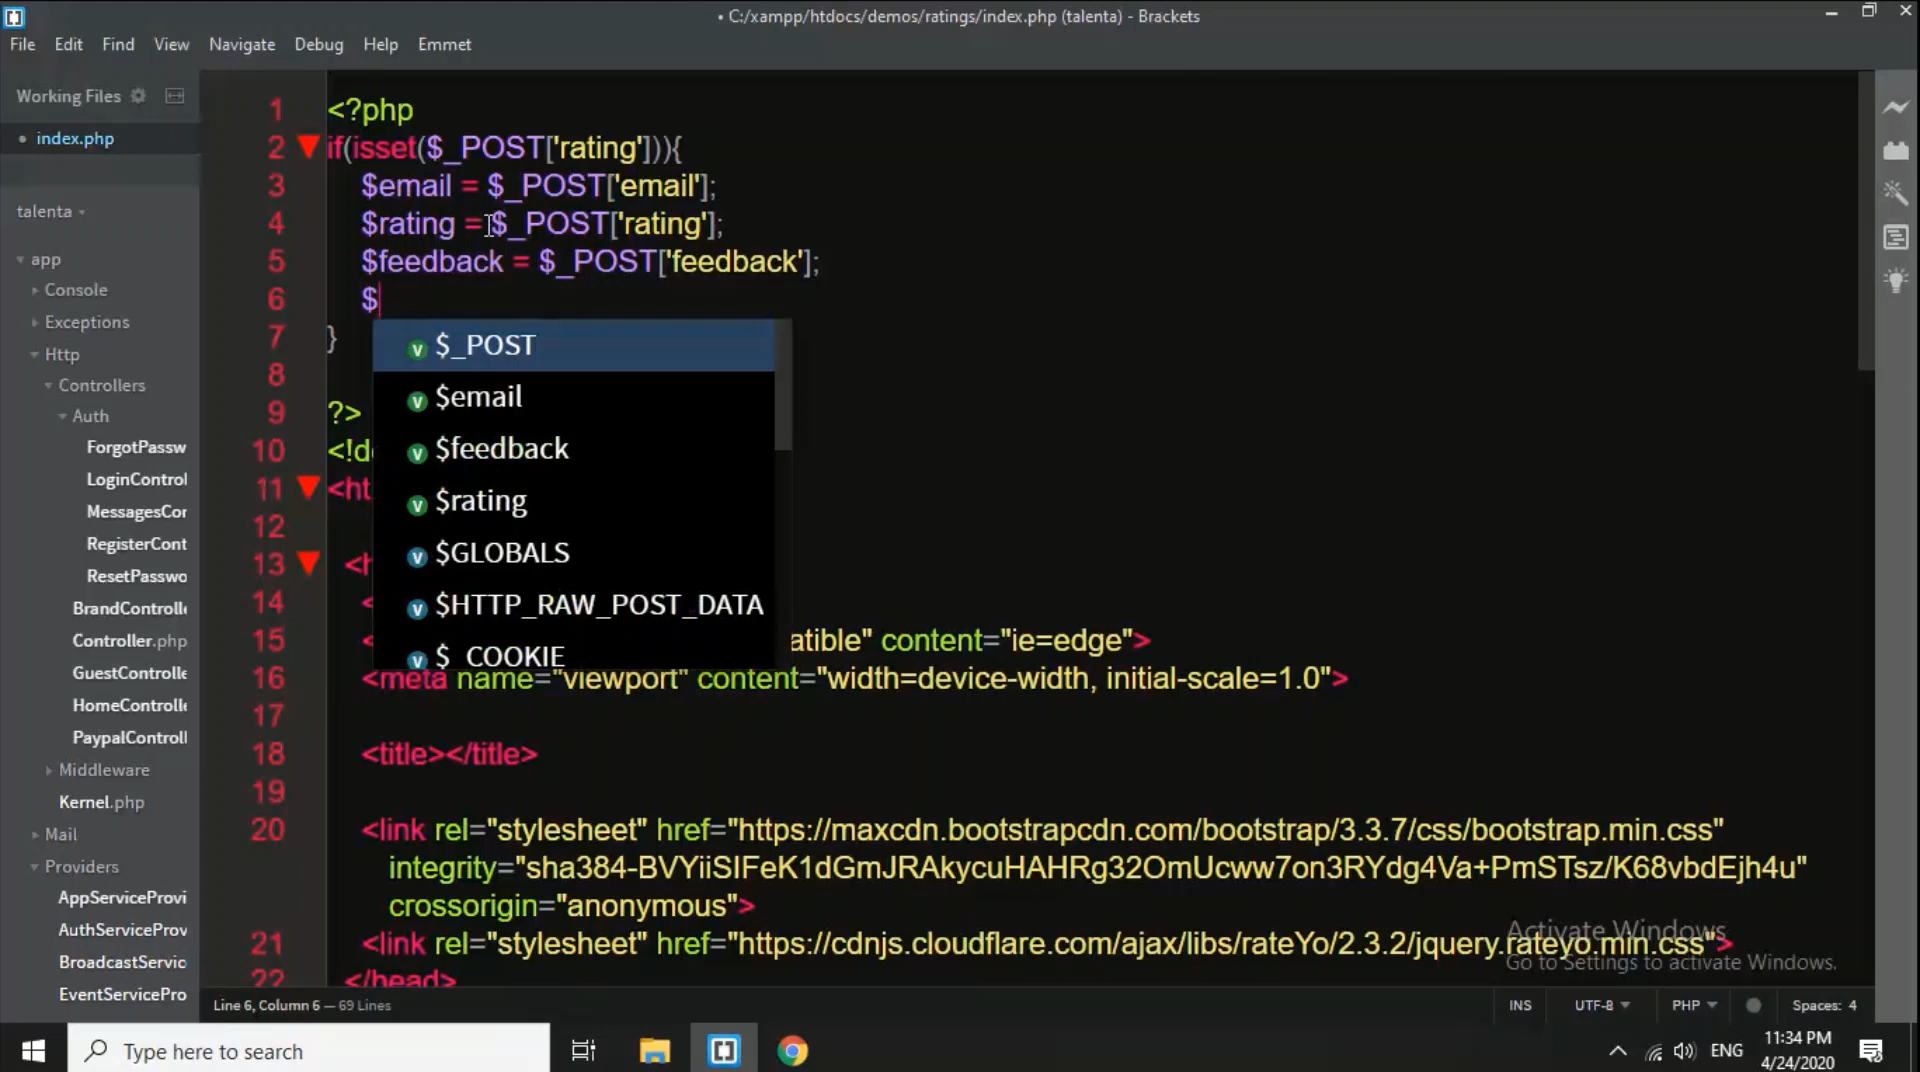 • C:/xampp/htdocs/demos/ratings/index.php (talenta) - Brackets
File Edit Find View Navigate Debug Help Emmet
Working Files
• index.php
talenta
app
Console
Exceptions
Http
Controllers
Auth
ForgotPassw
LoginControl
MessagesCor
RegisterCont
ResetPasswo
BrandControlle
Controller.php
GuestControlle
HomeControlle
PaypalControll
Middleware
Kernel.php
Mail
Providers
AppServiceProvi
AuthServiceProv
BroadcastServic
EventServicePro
1 <?php
2 if(isset($_POST['rating'])){
3 $email = $_POST['email'];
4 $rating = $_POST['rating'];
5 $feedback = $_POST['feedback'];
6 $
7 }
8
9 ?>
10 <!d
11 <ht
12
13 <h
14 <
15 < atible" content="ie=edge">
16 <meta name="viewport" content="width=device-width, initial-scale=1.0">
17
18 <title></title>
19
20 <link rel="stylesheet" href="https://maxcdn.bootstrapcdn.com/bootstrap/3.3.7/css/bootstrap.min.css"
integrity="sha384-BVYiiSIFeK1dGmJRAkycuHAHRg32OmUcww7on3RYdg4Va+PmSTsz/K68vbdEjh4u"
crossorigin="anonymous">
21 <link rel="stylesheet" href="https://cdnjs.cloudflare.com/ajax/libs/rateYo/2.3.2/jquery.rateyo.min.css">
22 </head>
v $_POST
v $email
v $feedback
v $rating
v $GLOBALS
v $HTTP_RAW_POST_DATA
v $_COOKIE
Activate Windows
Go to Settings to activate Windows.
Line 6, Column 6 — 69 Lines
INS UTF-8 PHP Spaces: 4
Type here to search
ENG
11:34 PM
4/24/2020